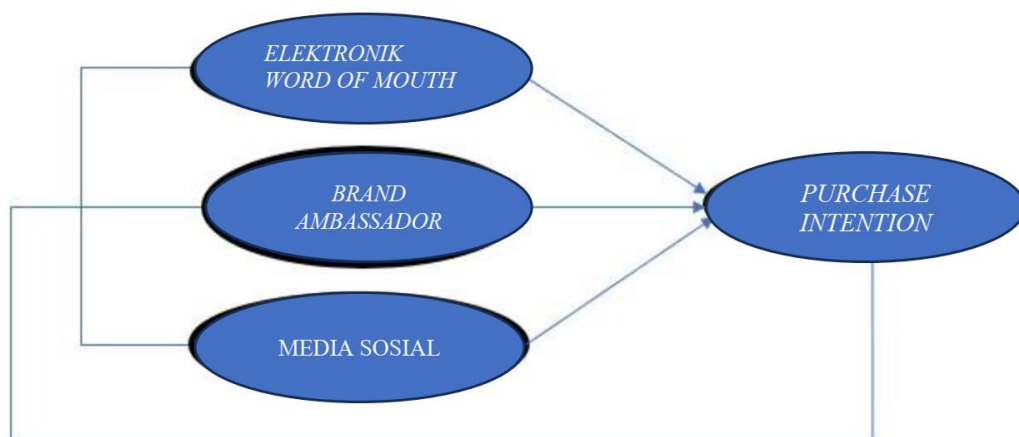 ELEKTRONIK
WORD OF MOUTH
BRAND
AMBASSADOR
MEDIA SOSIAL
PURCHASE
INTENTION